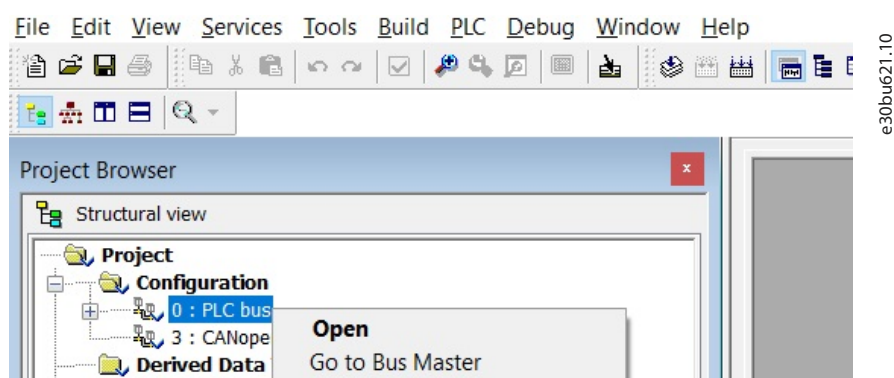 File Edit View Services Tools Build PLC Debug Window Help
e30bu621.10
Project Browser
Structural view
Project
Configuration
0 : PLC bus
3 : CANope
Derived Data
Open
Go to Bus Master